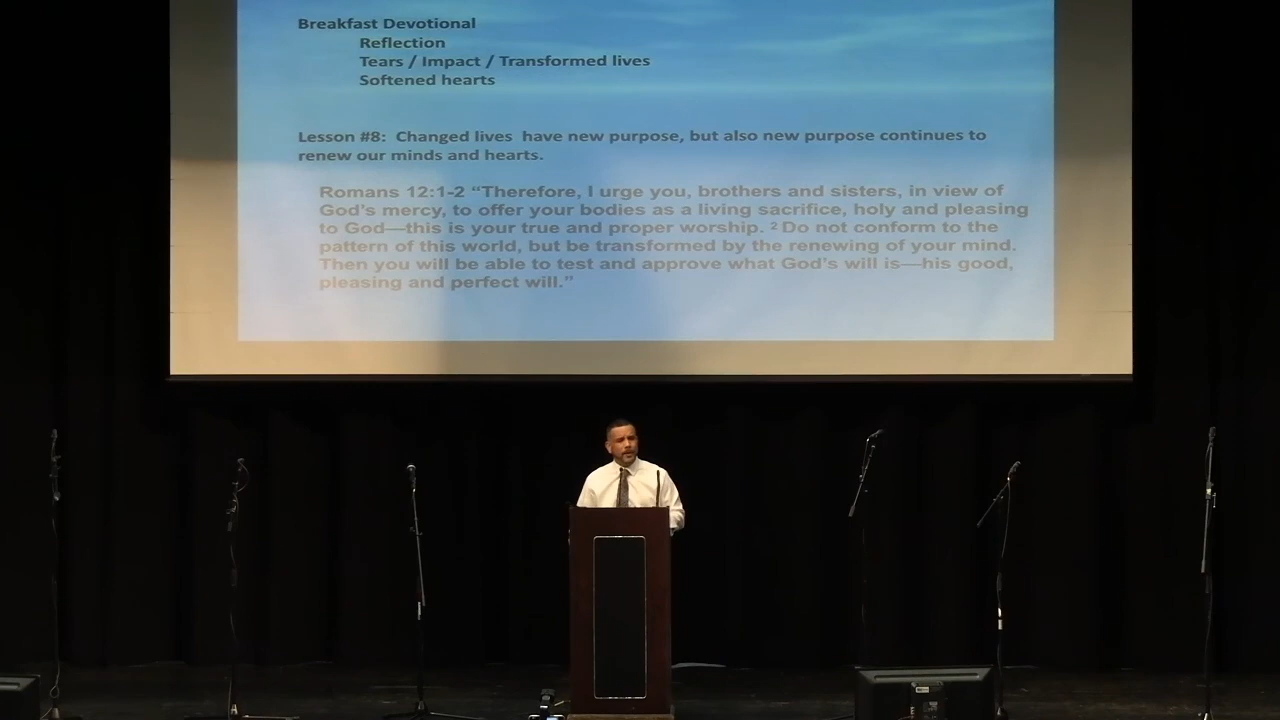 Breakfast Devotional
Reflection
Tears / Impact / Transformed lives
Softened hearts
Lesson #8:  Changed lives  have new purpose, but also new purpose continues to
renew our minds and hearts.
Romans 12:1-2 “Therefore, I urge you, brothers and sisters, in view of
God’s mercy, to offer your bodies as a living sacrifice, holy and pleasing
to God—this is your true and proper worship. ² Do not conform to the
pattern of this world, but be transformed by the renewing of your mind.
Then you will be able to test and approve what God’s will is—his good,
pleasing and perfect will.”